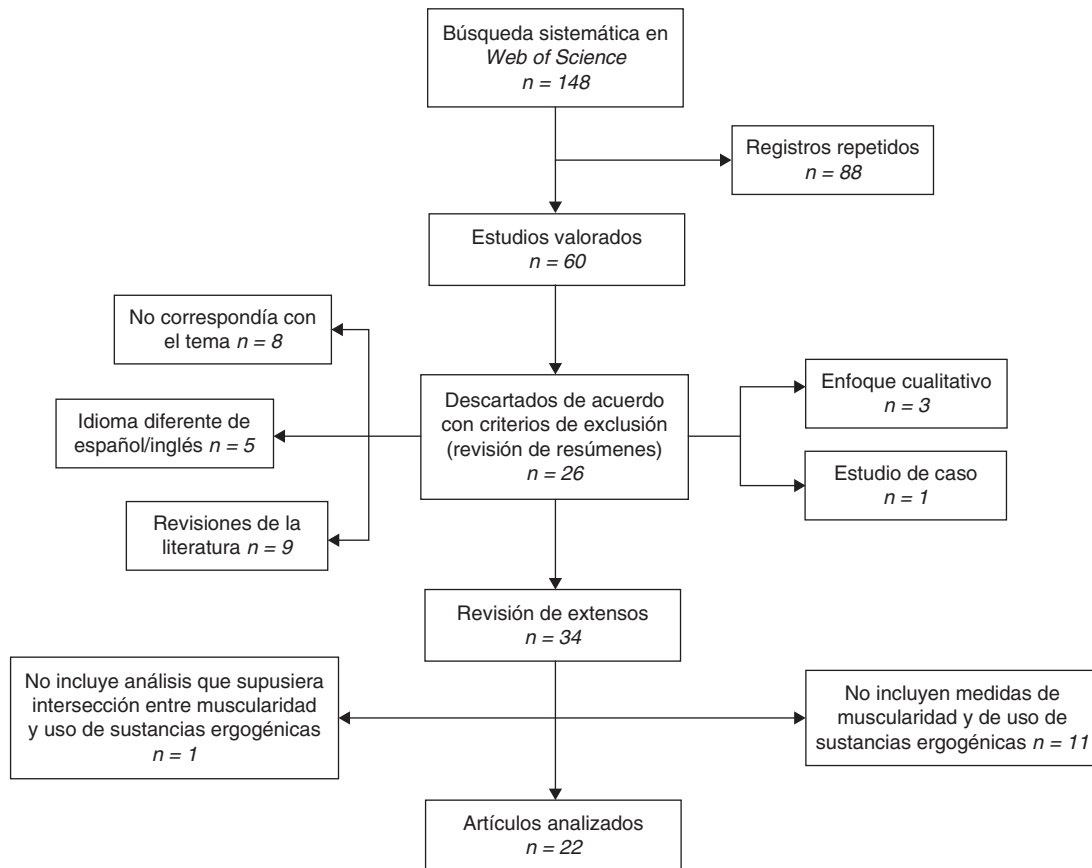 Búsqueda sistemática en
Web of Science
n = 148
Registros repetidos
n = 88
Estudios valorados
n = 60
No correspondía con
el tema n = 8
Idioma diferente de
español/inglés n = 5
Revisiones de la
literatura n = 9
Descartados de acuerdo
con criterios de exclusión
(revisión de resúmenes)
n = 26
Enfoque cualitativo
n = 3
Estudio de caso
n = 1
Revisión de extensos
n = 34
No incluye análisis que supusiera
intersección entre muscularidad
y uso de sustancias ergogénicas
n = 1
No incluyen medidas de
muscularidad y de uso de
sustancias ergogénicas n = 11
Artículos analizados
n = 22